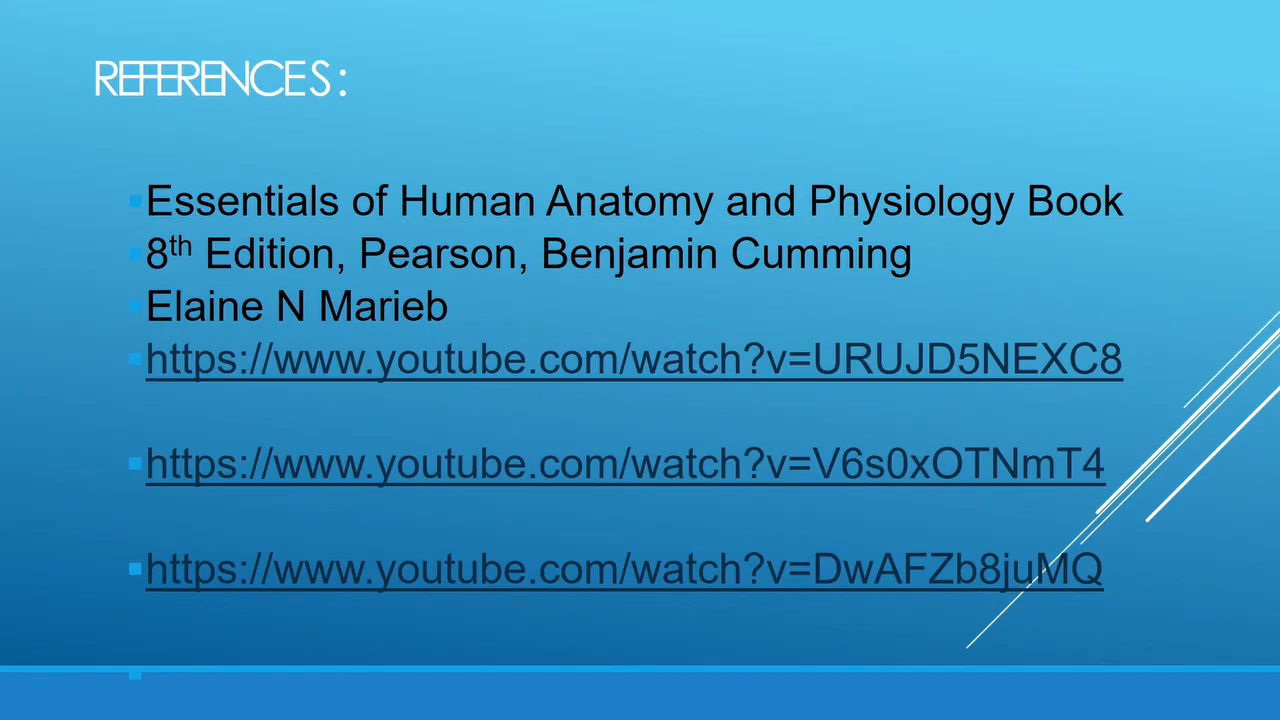 REFERENCES:
Essentials of Human Anatomy and Physiology Book
8th Edition, Pearson, Benjamin Cumming
Elaine N Marieb
https://www.youtube.com/watch?v=URUJD5NEXC8
https://www.youtube.com/watch?v=V6s0xOTNmT4
https://www.youtube.com/watch?v=DwAFZb8juMQ